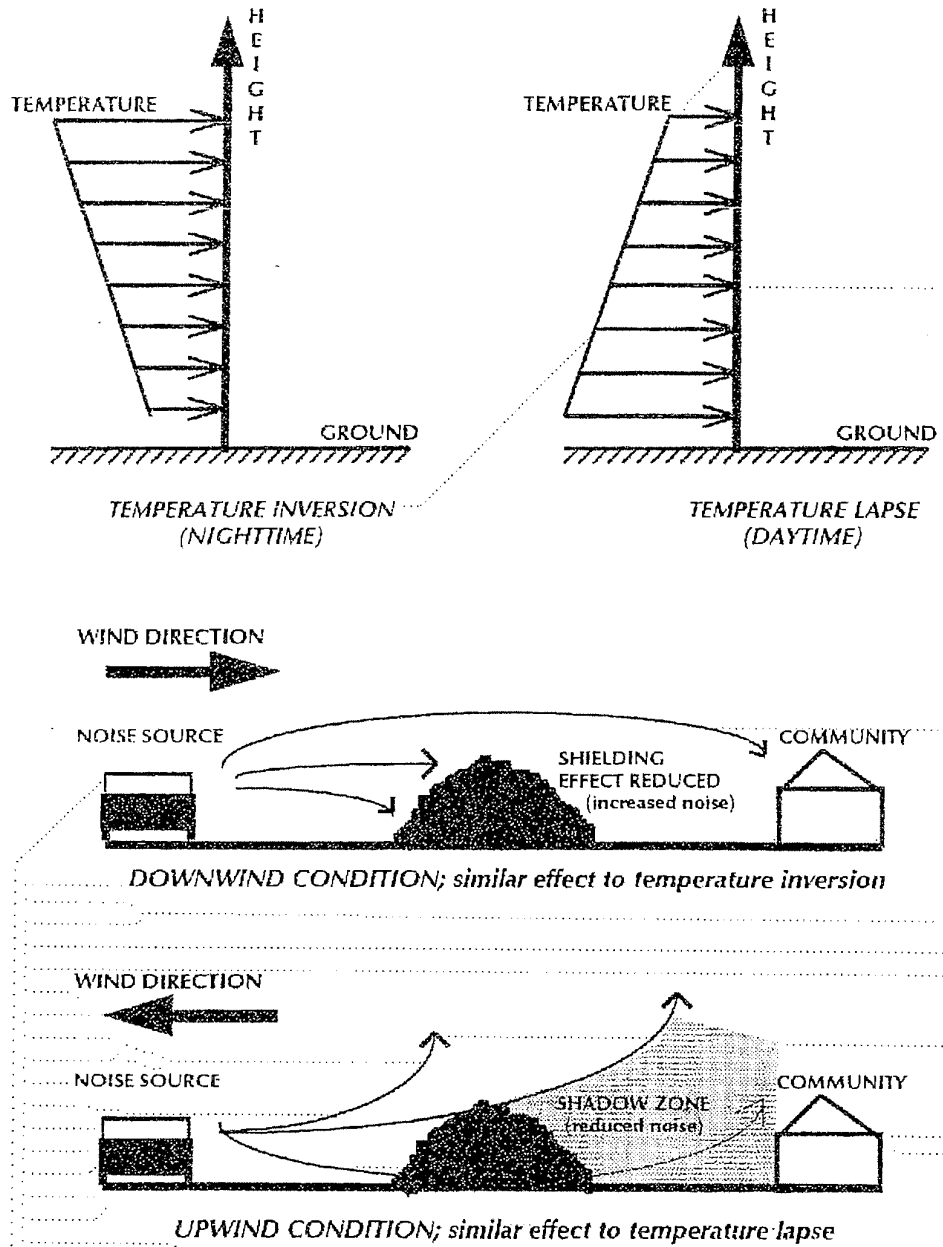 HEIGHT
TEMPERATURE
GROUND
TEMPERATURE INVERSION
(NIGHTTIME)
HEIGHT
TEMPERATURE
GROUND
TEMPERATURE LAPSE
(DAYTIME)
WIND DIRECTION
NOISE SOURCE
SHIELDING
EFFECT REDUCED
(increased noise)
COMMUNITY
DOWNWIND CONDITION; similar effect to temperature inversion
WIND DIRECTION
NOISE SOURCE
SHADOW ZONE
(reduced noise)
COMMUNITY
UPWIND CONDITION; similar effect to temperature lapse